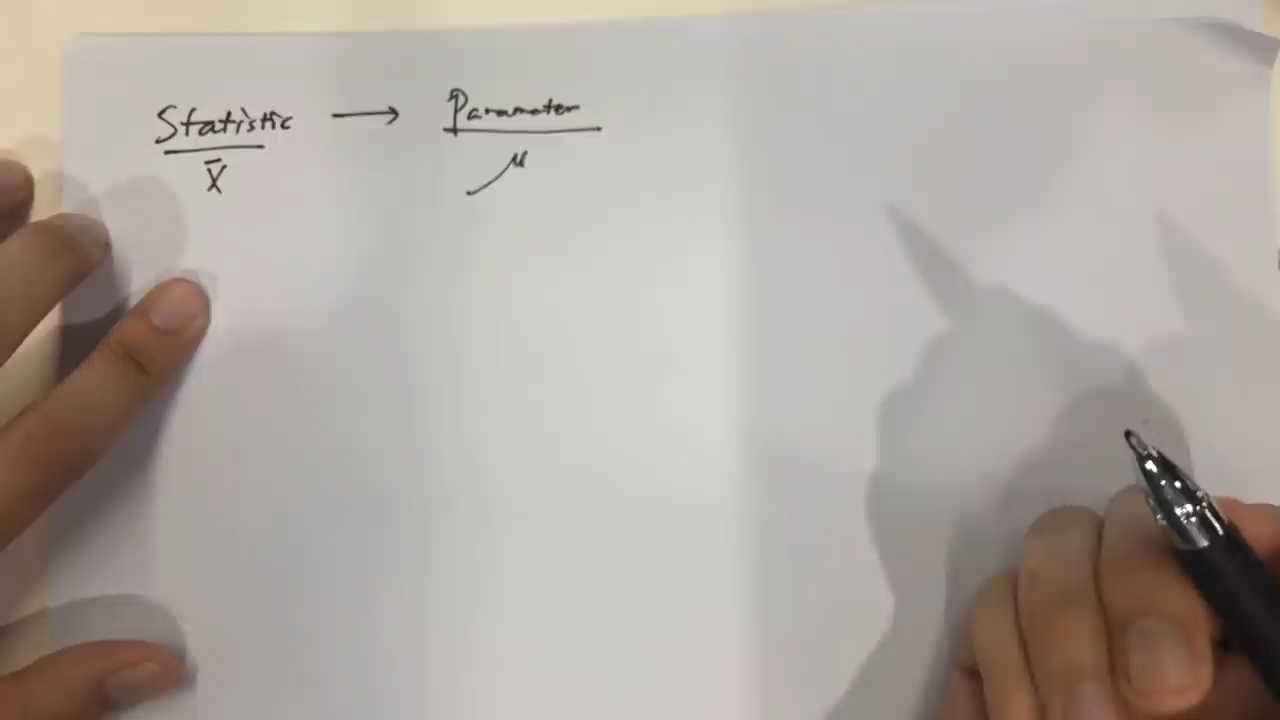 Statistic → Parameter
x̄ μ